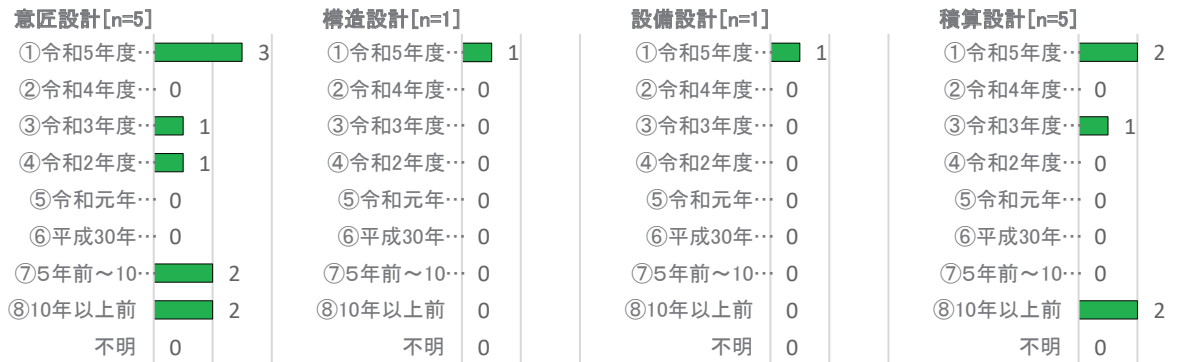 意匠設計[n=5]
①令和5年度… 3
②令和4年度… 0
③令和3年度… 1
④令和2年度… 1
⑤令和元年… 0
⑥平成30年… 0
⑦5年前～10… 2
⑧10年以上前 2
不明 0
構造設計[n=1]
①令和5年度… 1
②令和4年度… 0
③令和3年度… 0
④令和2年度… 0
⑤令和元年… 0
⑥平成30年… 0
⑦5年前～10… 0
⑧10年以上前 0
不明 0
設備設計[n=1]
①令和5年度… 1
②令和4年度… 0
③令和3年度… 0
④令和2年度… 0
⑤令和元年… 0
⑥平成30年… 0
⑦5年前～10… 0
⑧10年以上前 0
不明 0
積算設計[n=5]
①令和5年度… 2
②令和4年度… 0
③令和3年度… 1
④令和2年度… 0
⑤令和元年… 0
⑥平成30年… 0
⑦5年前～10… 0
⑧10年以上前 2
不明 0